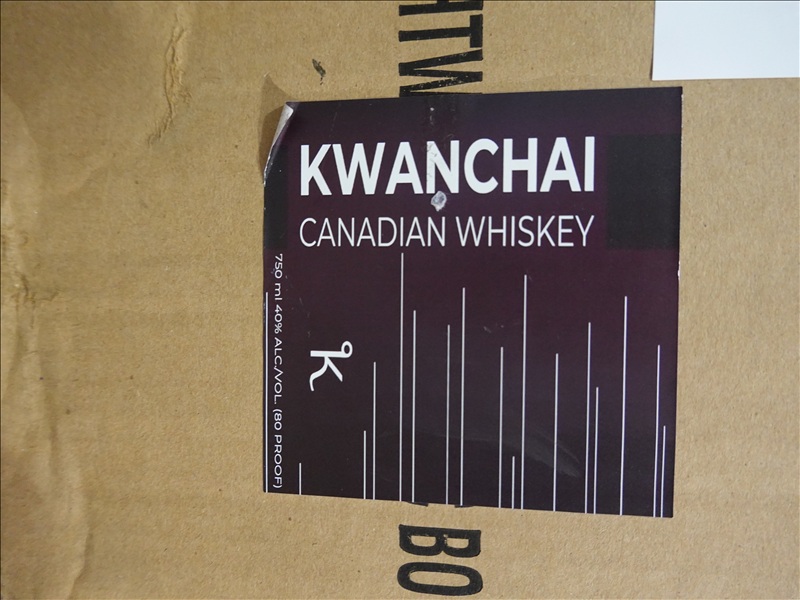 KWANCHAI
CANADIAN WHISKEY
750 ml 40% ALC./VOL. (80 PROOF)
k
BO